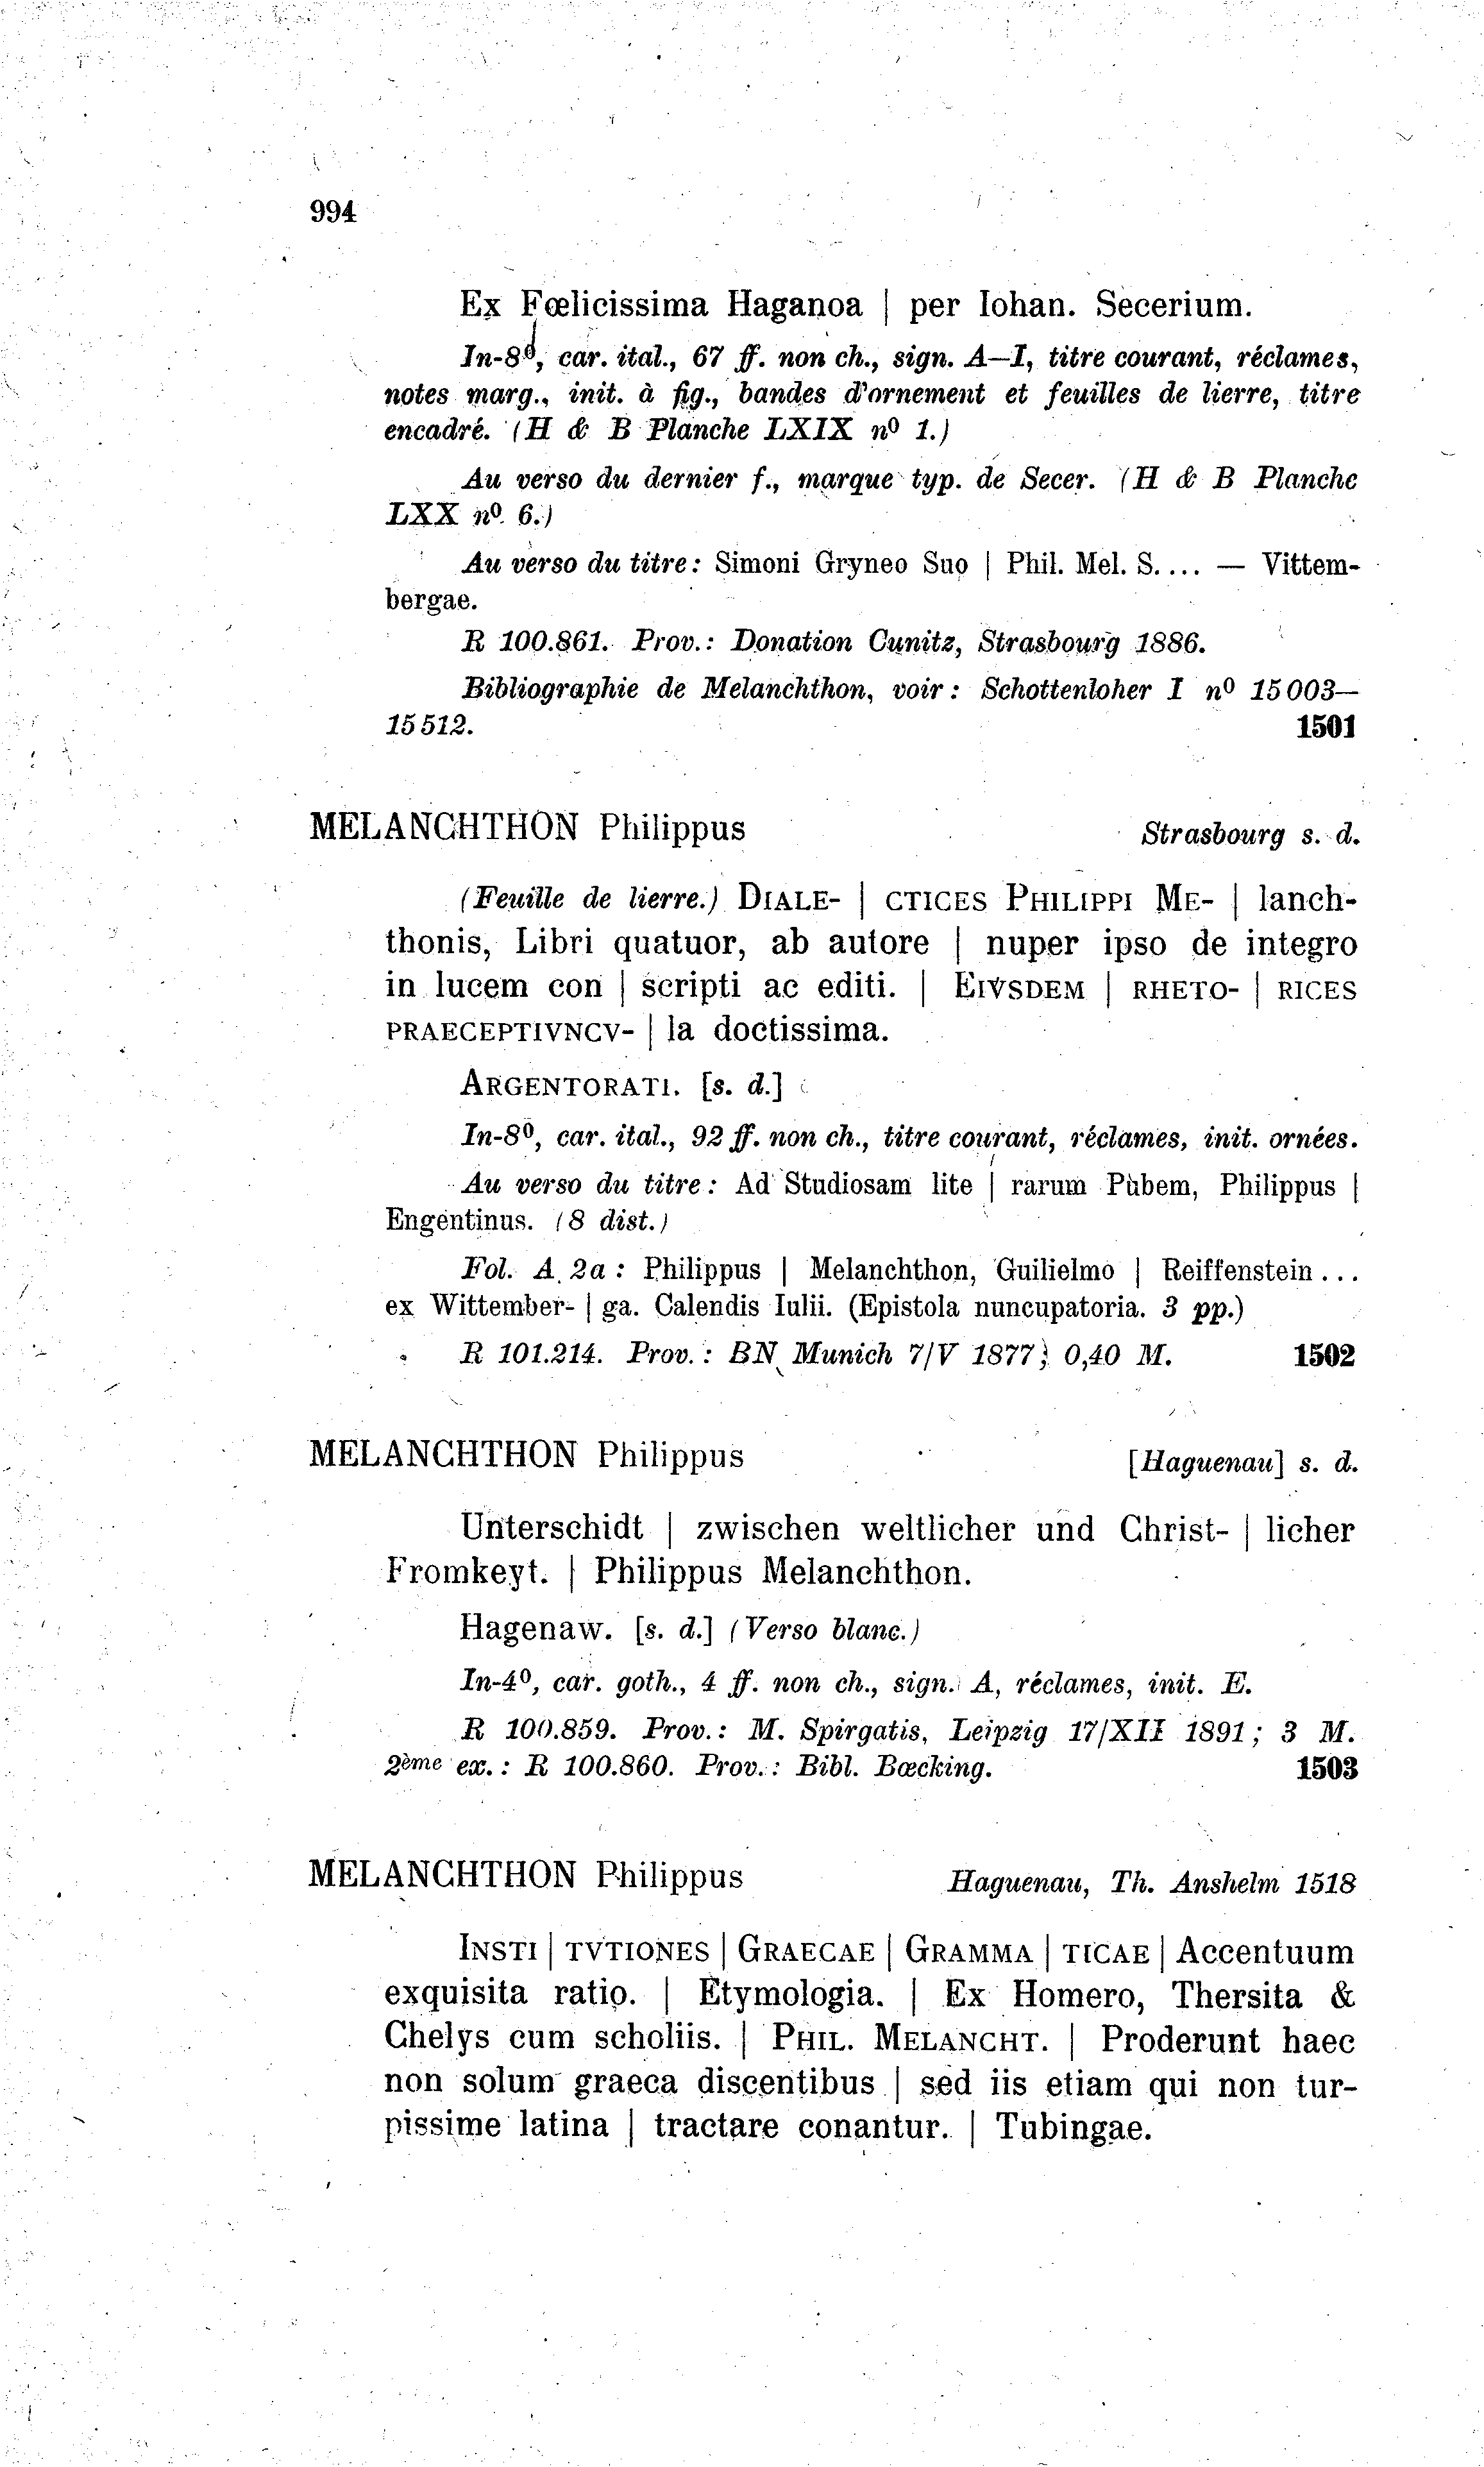 994
Ex Fœlicissima Haganoa | per Iohan. Secerium.
In-8⁰, car. ital., 67 ff. non ch., sign. A—I, titre courant, réclames,
notes marg., init. à fig., bandes d'ornement et feuilles de lierre, titre
encadré. (H & B Planche LXIX n⁰ 1.)
Au verso du dernier f., marque typ. de Secer. (H & B Planche
LXX n⁰. 6.)
Au verso du titre: Simoni Gryneo Suo | Phil. Mel. S.... — Vittem-
bergae.
R 100.861. Prov.: Donation Cunitz, Strasbourg 1886.
Bibliographie de Melanchthon, voir: Schottenloher I n⁰ 15003—
15512. 1501
MELANCHTHON Philippus Strasbourg s. d.
(Feuille de lierre.) DIALE- | CTICES PHILIPPI ME- | lanch-
thonis, Libri quatuor, ab autore | nuper ipso de integro
in lucem con | scripti ac editi. | EIVSDEM | RHETO- | RICES
PRAECEPTIVNCV- | la doctissima.
ARGENTORATI. [s. d.]
In-8⁰, car. ital., 92 ff. non ch., titre courant, réclames, init. ornées.
Au verso du titre: Ad Studiosam lite | rarum Pubem, Philippus |
Engentinus. (8 dist.)
Fol. A 2a: Philippus | Melanchthon, Guilielmo | Reiffenstein...
ex Wittember- | ga. Calendis Iulii. (Epistola nuncupatoria. 3 pp.)
R 101.214. Prov.: BN Munich 7/V 1877; 0,40 M. 1502
MELANCHTHON Philippus [Haguenau] s. d.
Unterschidt | zwischen weltlicher und Christ- | licher
Fromkeyt. | Philippus Melanchthon.
Hagenaw. [s. d.] (Verso blanc.)
In-4⁰, car. goth., 4 ff. non ch., sign. A, réclames, init. E.
R 100.859. Prov.: M. Spirgatis, Leipzig 17/XII 1891; 3 M.
2ème ex.: R 100.860. Prov.: Bibl. Bœcking. 1503
MELANCHTHON Philippus Haguenau, Th. Anshelm 1518
INSTI | TVTIONES | GRAECAE | GRAMMA | TICAE | Accentuum
exquisita ratio. | Etymologia. | Ex Homero, Thersita &
Chelys cum scholiis. | PHIL. MELANCHT. | Proderunt haec
non solum graeca discentibus | sed iis etiam qui non tur-
pissime latina | tractare conantur. | Tubingae.